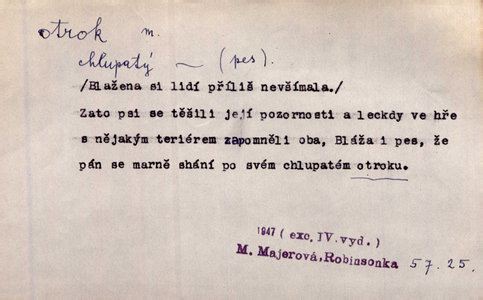 otrok m.
chlupatý ~ (pes).
/Blažena si lidí příliš nevšímala./
Zato psi se těšili její pozornosti a leckdy ve hře
s nějakým teriérem zapomněli oba, Bláža i pes, že
pán se marně shání po svém chlupatém otroku.
1947 (exc. IV. vyd.)
M. Majerová, Robinsonka 57. 25.